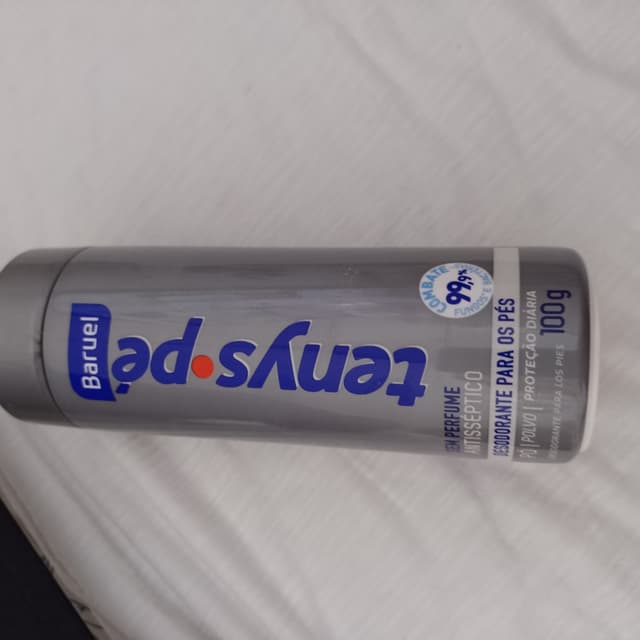 Baruel
tenys•pé
COMBATE
99,9%
FUNGOS
PERFUME
ANTISSÉPTICO
DESODORANTE PARA OS PÉS
PÓ | POLVO | PROTEÇÃO DIÁRIA
DESODORANTE PARA LOS PIES
100g